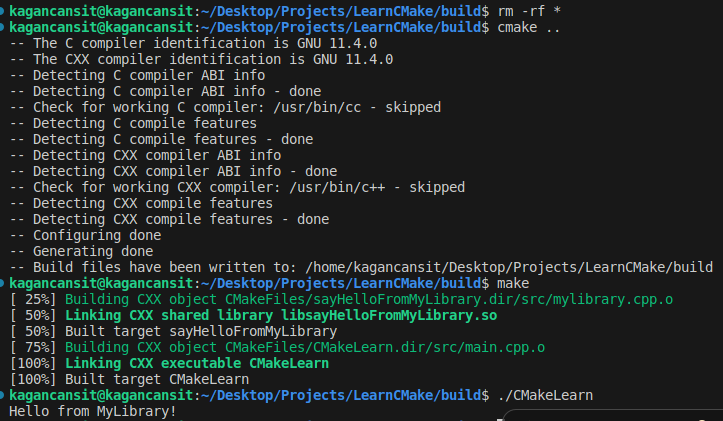 kagancansit@kagancansit:~/Desktop/Projects/LearnCMake/build$ rm -rf *
kagancansit@kagancansit:~/Desktop/Projects/LearnCMake/build$ cmake ..
-- The C compiler identification is GNU 11.4.0
-- The CXX compiler identification is GNU 11.4.0
-- Detecting C compiler ABI info
-- Detecting C compiler ABI info - done
-- Check for working C compiler: /usr/bin/cc - skipped
-- Detecting C compile features
-- Detecting C compile features - done
-- Detecting CXX compiler ABI info
-- Detecting CXX compiler ABI info - done
-- Check for working CXX compiler: /usr/bin/c++ - skipped
-- Detecting CXX compile features
-- Detecting CXX compile features - done
-- Configuring done
-- Generating done
-- Build files have been written to: /home/kagancansit/Desktop/Projects/LearnCMake/build
kagancansit@kagancansit:~/Desktop/Projects/LearnCMake/build$ make
[ 25%] Building CXX object CMakeFiles/sayHelloFromMyLibrary.dir/src/mylibrary.cpp.o
[ 50%] Linking CXX shared library libsayHelloFromMyLibrary.so
[ 50%] Built target sayHelloFromMyLibrary
[ 75%] Building CXX object CMakeFiles/CMakeLearn.dir/src/main.cpp.o
[100%] Linking CXX executable CMakeLearn
[100%] Built target CMakeLearn
kagancansit@kagancansit:~/Desktop/Projects/LearnCMake/build$ ./CMakeLearn
Hello from MyLibrary!